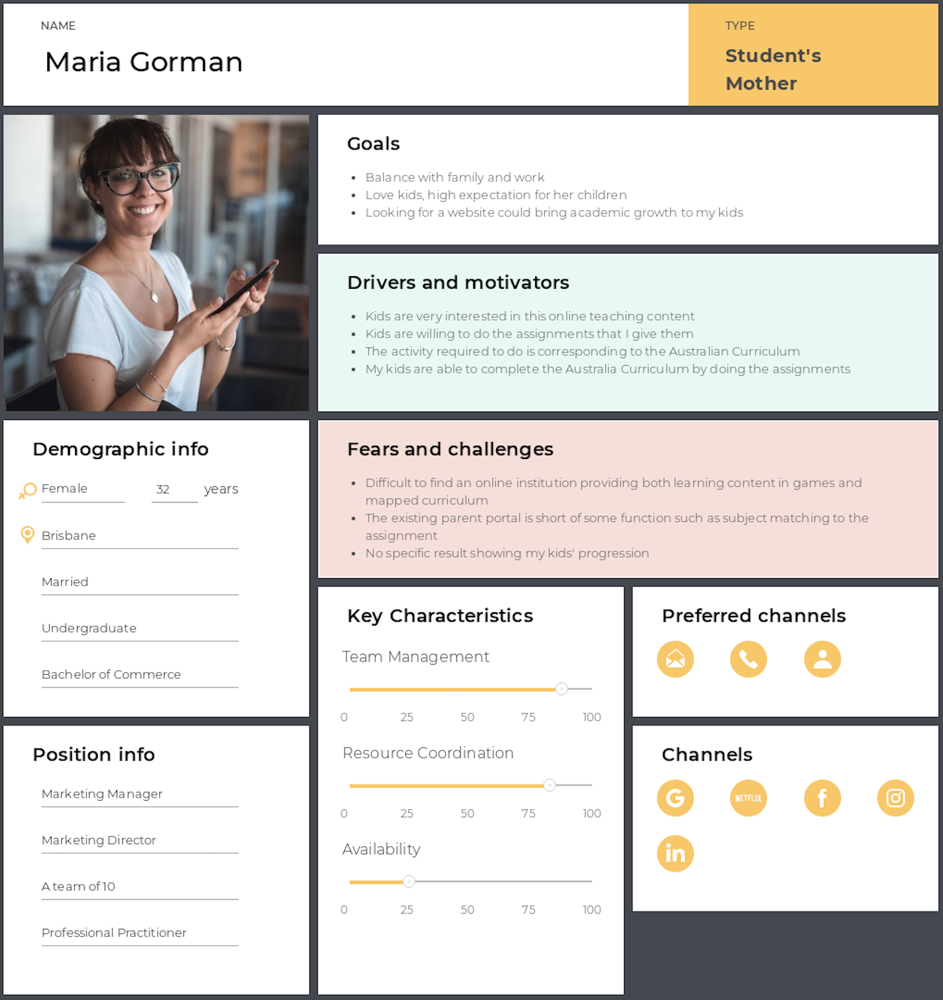 NAME
Maria Gorman
TYPE
Student's
Mother
Goals
Balance with family and work
Love kids, high expectation for her children
Looking for a website could bring academic growth to my kids
Drivers and motivators
Kids are very interested in this online teaching content
Kids are willing to do the assignments that I give them
The activity required to do is corresponding to the Australian Curriculum
My kids are able to complete the Australia Curriculum by doing the assignments
Demographic info
Female 32 years
Brisbane
Married
Undergraduate
Bachelor of Commerce
Fears and challenges
Difficult to find an online institution providing both learning content in games and
mapped curriculum
The existing parent portal is short of some function such as subject matching to the
assignment
No specific result showing my kids' progression
Position info
Marketing Manager
Marketing Director
A team of 10
Professional Practitioner
Key Characteristics
Team Management
0 25 50 75 100
Resource Coordination
0 25 50 75 100
Availability
0 25 50 75 100
Preferred channels
Channels
G
NETFLIX
f
in